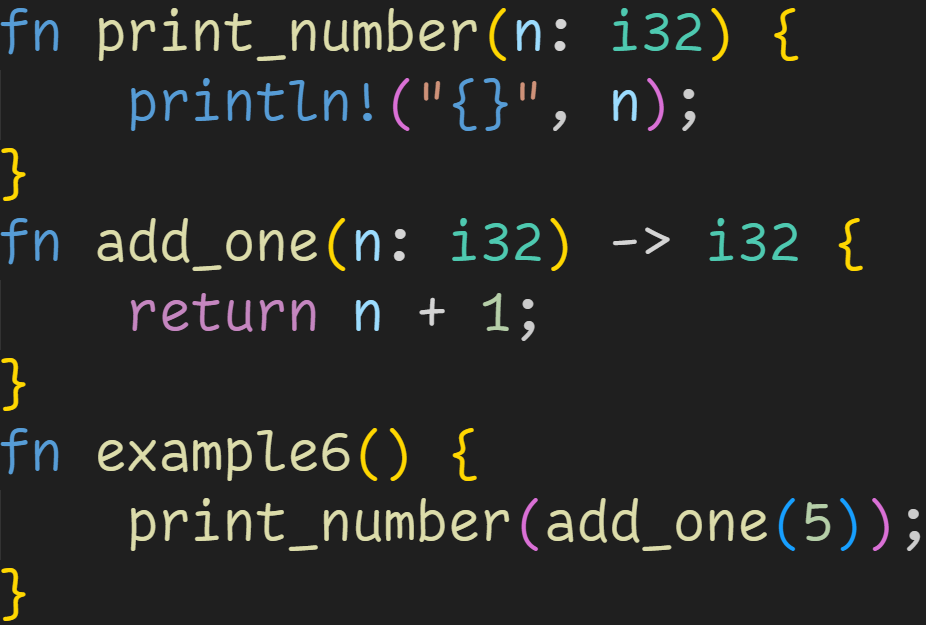 fn print_number(n: i32) {
    println!("{}", n);
}
fn add_one(n: i32) -> i32 {
    return n + 1;
}
fn example6() {
    print_number(add_one(5));
}